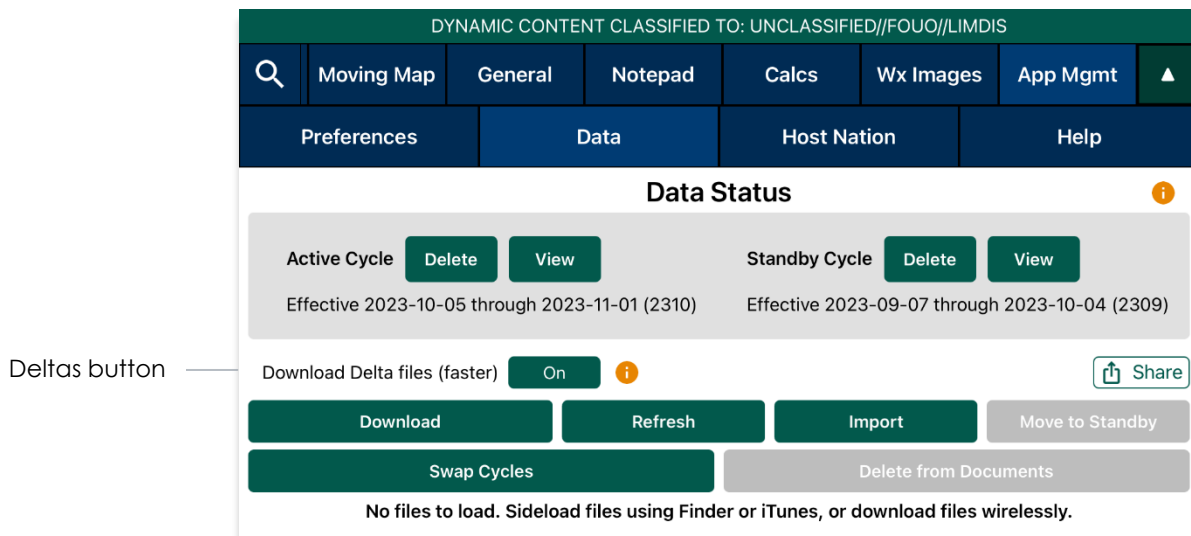 DYNAMIC CONTENT CLASSIFIED TO: UNCLASSIFIED//FOUO//LIMDIS
Moving Map General Notepad Calcs Wx Images App Mgmt
Preferences Data Host Nation Help
Data Status
Active Cycle Delete View Standby Cycle Delete View
Effective 2023-10-05 through 2023-11-01 (2310) Effective 2023-09-07 through 2023-10-04 (2309)
Deltas button Download Delta files (faster) On Share
Download Refresh Import Move to Standby
Swap Cycles Delete from Documents
No files to load. Sideload files using Finder or iTunes, or download files wirelessly.